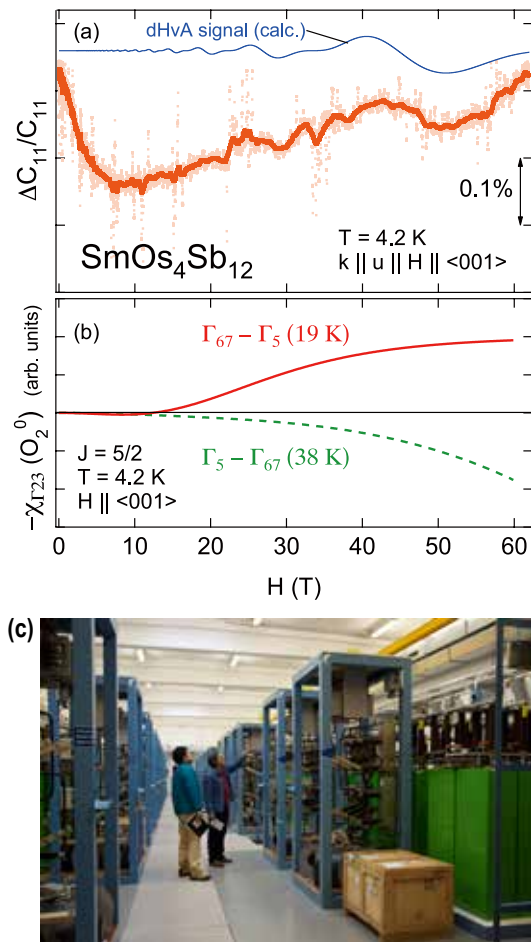 (a)
dHvA signal (calc.)
ΔC₁₁/C₁₁
0.1%
SmOs₄Sb₁₂
T = 4.2 K
k || u || H || <001>
(b)
−χ_Γ23 (O₂⁰) (arb. units)
Γ₆₇ − Γ₅ (19 K)
Γ₅ − Γ₆₇ (38 K)
J = 5/2
T = 4.2 K
H || <001>
0 10 20 30 40 50 60
H (T)
(c)